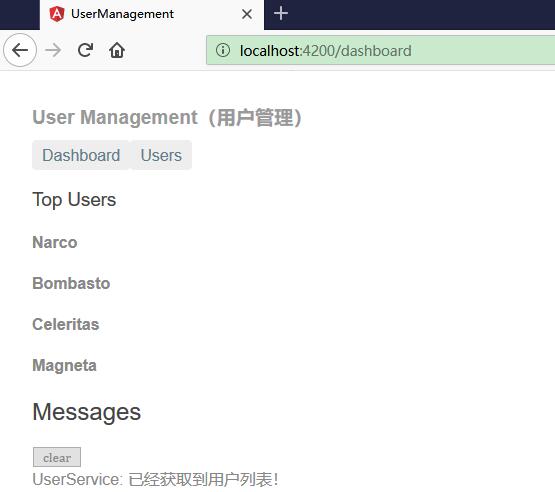 UserManagement
localhost:4200/dashboard
User Management（用户管理）
Dashboard Users
Top Users
Narco
Bombasto
Celeritas
Magneta
Messages
clear
UserService: 已经获取到用户列表！